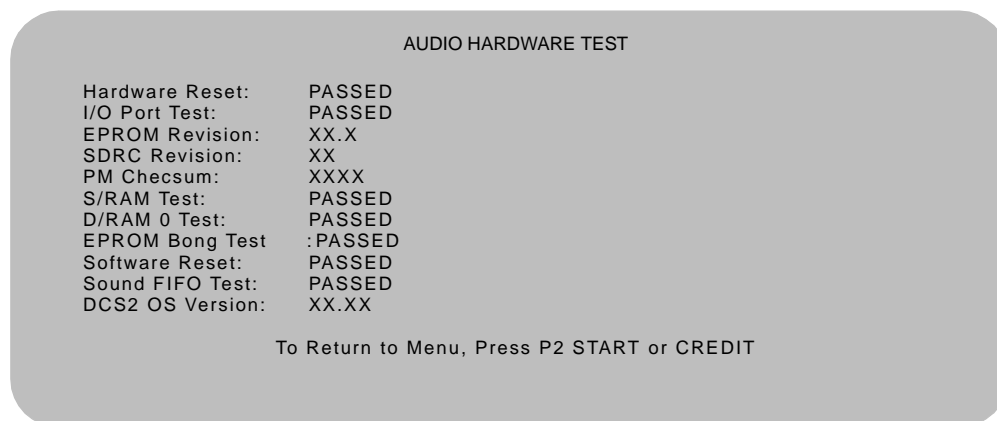 AUDIO HARDWARE TEST
Hardware Reset: PASSED
I/O Port Test: PASSED
EPROM Revision: XX.X
SDRC Revision: XX
PM Checsum: XXXX
S/RAM Test: PASSED
D/RAM 0 Test: PASSED
EPROM Bong Test :PASSED
Software Reset: PASSED
Sound FIFO Test: PASSED
DCS2 OS Version: XX.XX
To Return to Menu, Press P2 START or CREDIT